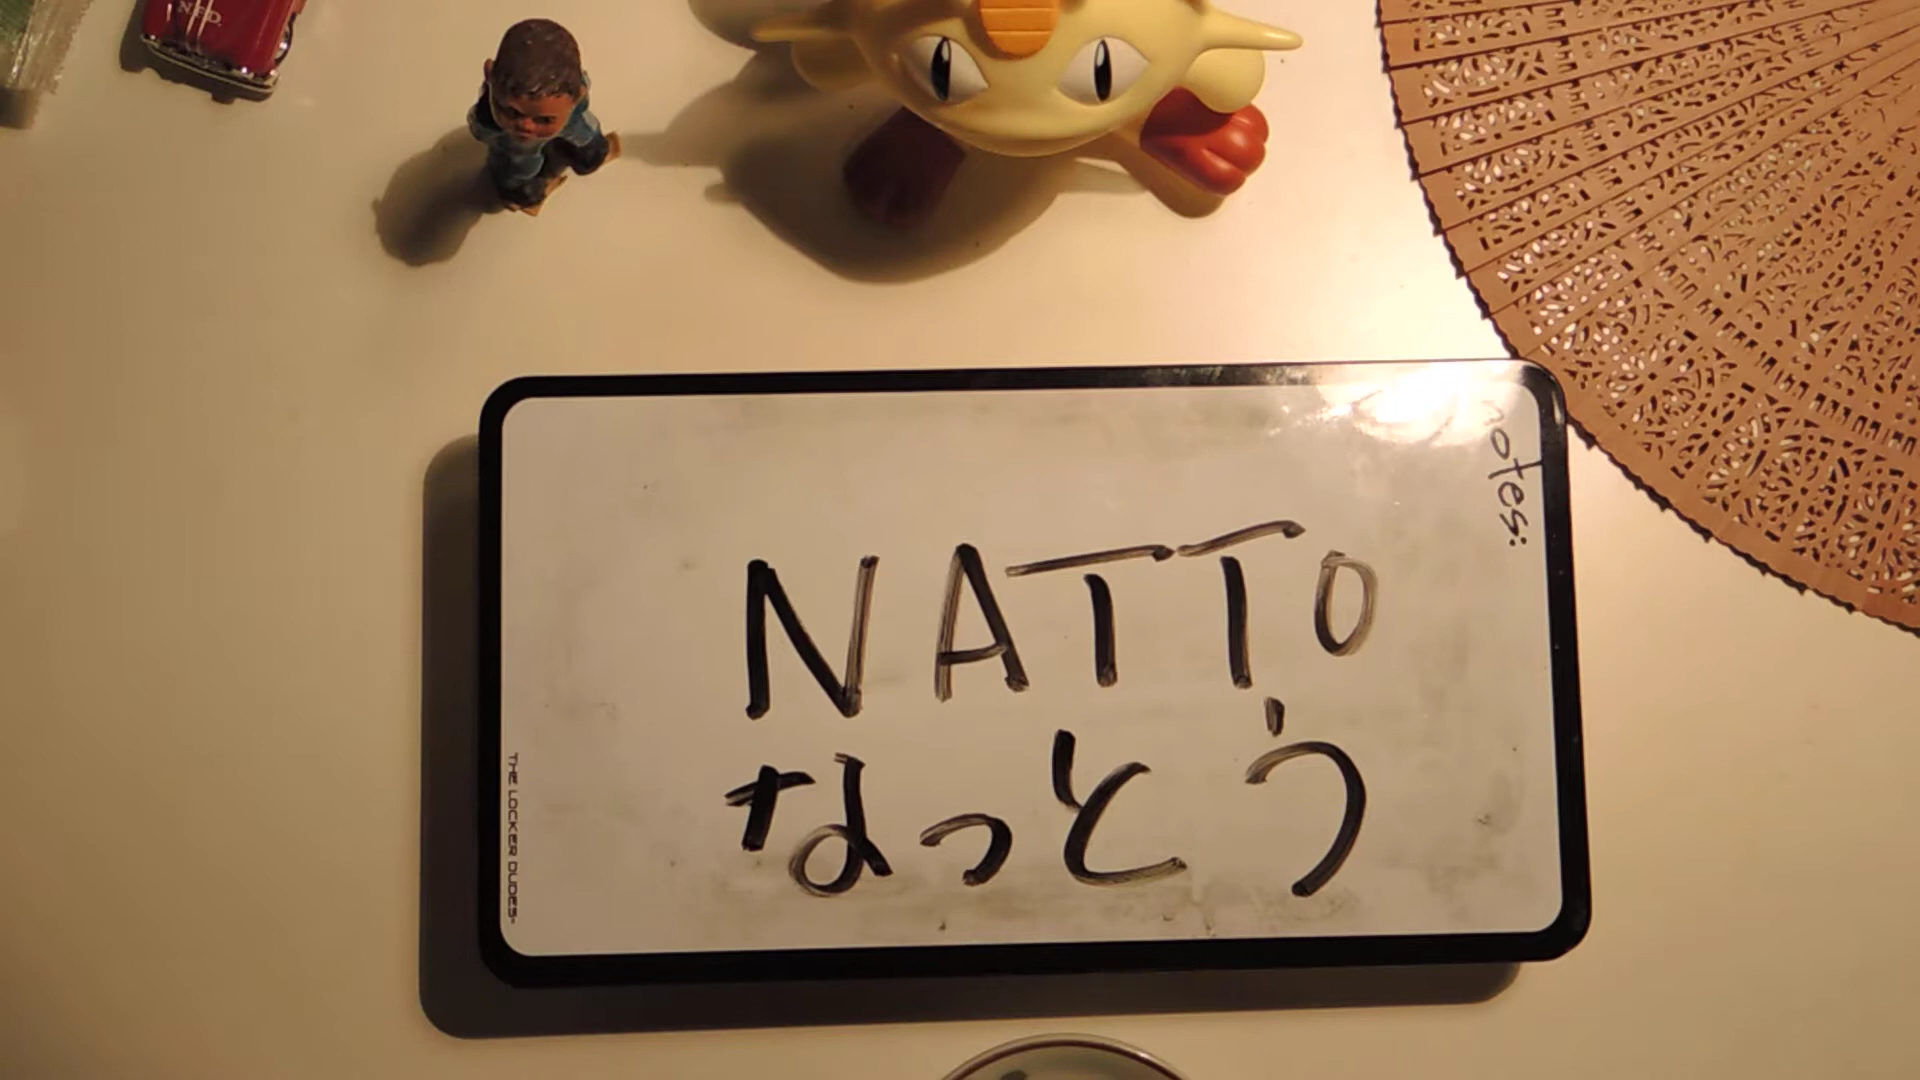 N.F.D.
notes:
NATTO
なっとう
THE LOCKER DUDES